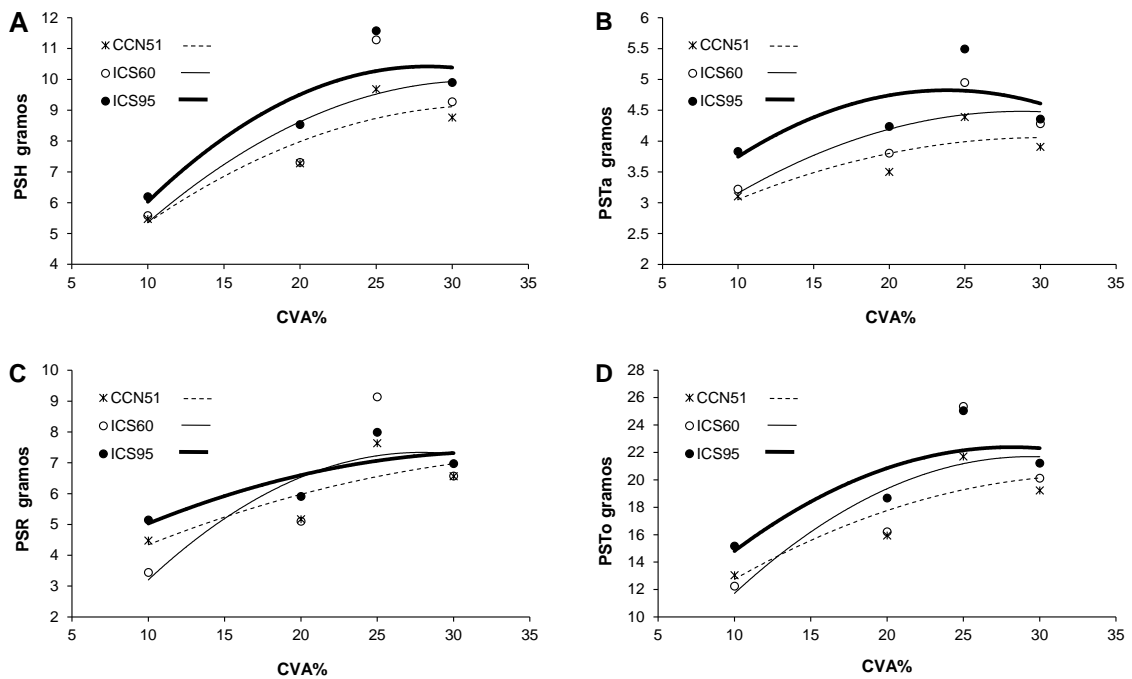 A
PSH gramos
12
11
10
9
8
7
6
5
4
CCN51
ICS60
ICS95
5
10
15
20
25
30
35
CVA%
B
PSTa gramos
6
5.5
5
4.5
4
3.5
3
2.5
2
CCN51
ICS60
ICS95
5
10
15
20
25
30
35
CVA%
C
PSR gramos
10
9
8
7
6
5
4
3
2
CCN51
ICS60
ICS95
5
10
15
20
25
30
35
CVA%
D
PSTo gramos
28
26
24
22
20
18
16
14
12
10
CCN51
ICS60
ICS95
5
10
15
20
25
30
35
CVA%